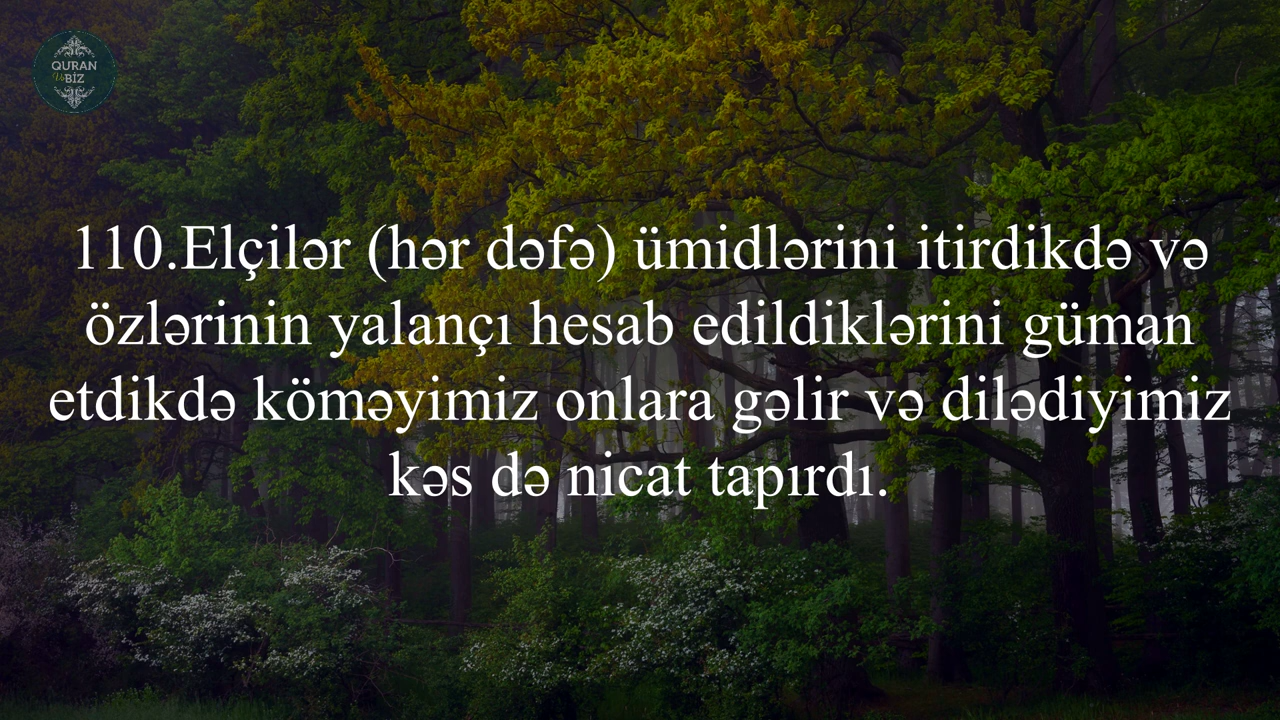 QURAN
Və
BİZ
110.Elçilər (hər dəfə) ümidlərini itirdikdə və
özlərinin yalançı hesab edildiklərini güman
etdikdə köməyimiz onlara gəlir və dilədiyimiz
kəs də nicat tapırdı.